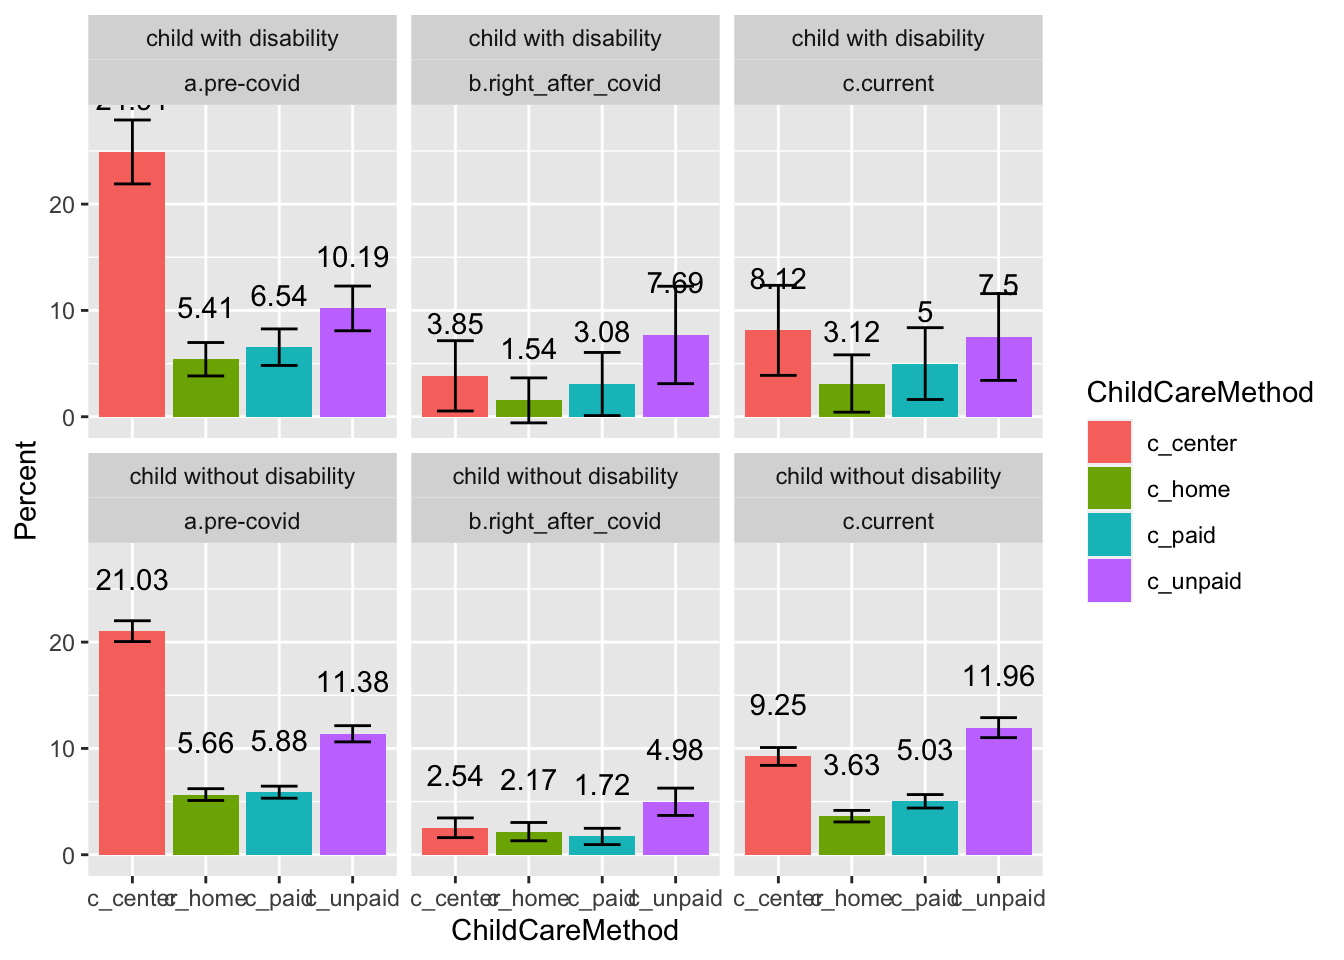 child with disability
a.pre-covid
child with disability
b.right_after_covid
child with disability
c.current
5.41
6.54
10.19
3.85
1.54
3.08
7.69
8.12
3.12
5
7.5
20
10
0
child without disability
a.pre-covid
child without disability
b.right_after_covid
child without disability
c.current
21.03
5.66
5.88
11.38
2.54
2.17
1.72
4.98
9.25
3.63
5.03
11.96
20
10
0
c_center c_home c_paid c_unpaid
c_center c_home c_paid c_unpaid
c_center c_home c_paid c_unpaid
ChildCareMethod
Percent
ChildCareMethod
c_center
c_home
c_paid
c_unpaid